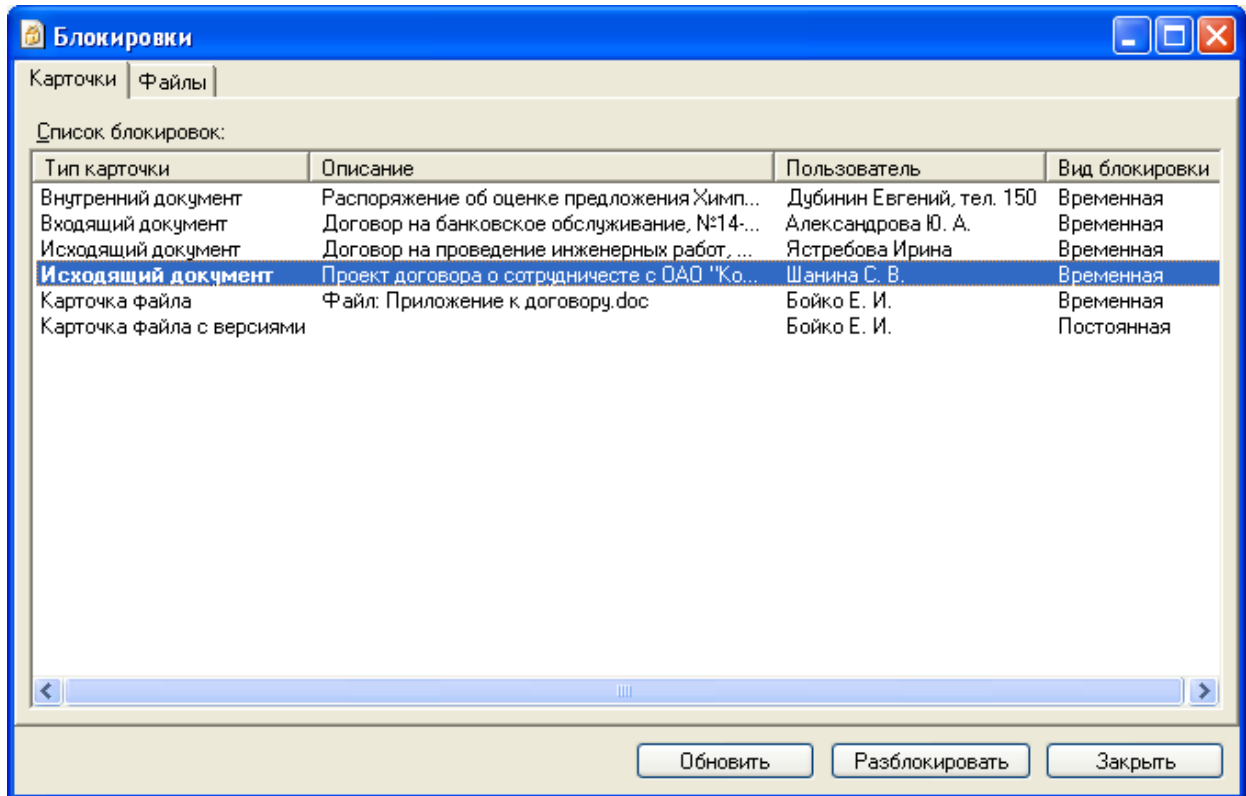 Блокировки
Карточки Файлы
Список блокировок:
Тип карточки Описание Пользователь Вид блокировки
Внутренний документ Распоряжение об оценке предложения Химп... Дубинин Евгений, тел. 150 Временная
Входящий документ Договор на банковское обслуживание, №14-... Александрова Ю. А. Временная
Исходящий документ Договор на проведение инженерных работ, ... Ястребова Ирина Временная
Исходящий документ Проект договора о сотрудничесте с ОАО "Ко... Шанина С. В. Временная
Карточка файла Файл: Приложение к договору.doc Бойко Е. И. Временная
Карточка файла с версиями Бойко Е. И. Постоянная
Обновить Разблокировать Закрыть